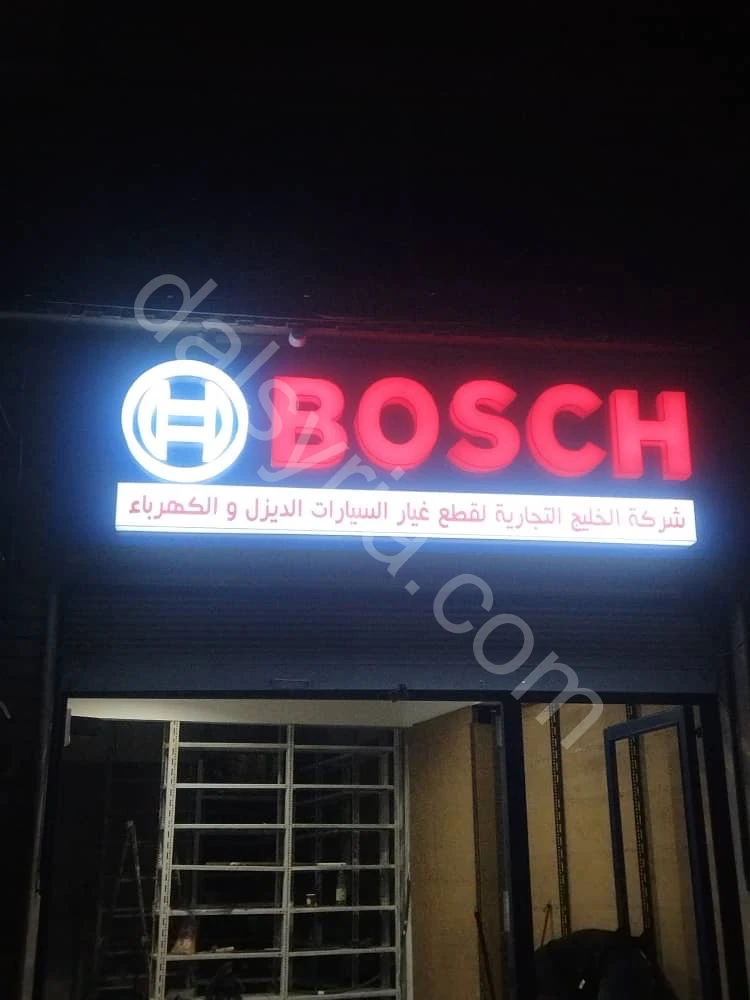 BOSCH
شركة الخليج التجارية لقطع غيار السيارات الديزل و الكهرباء
dalsyria.com